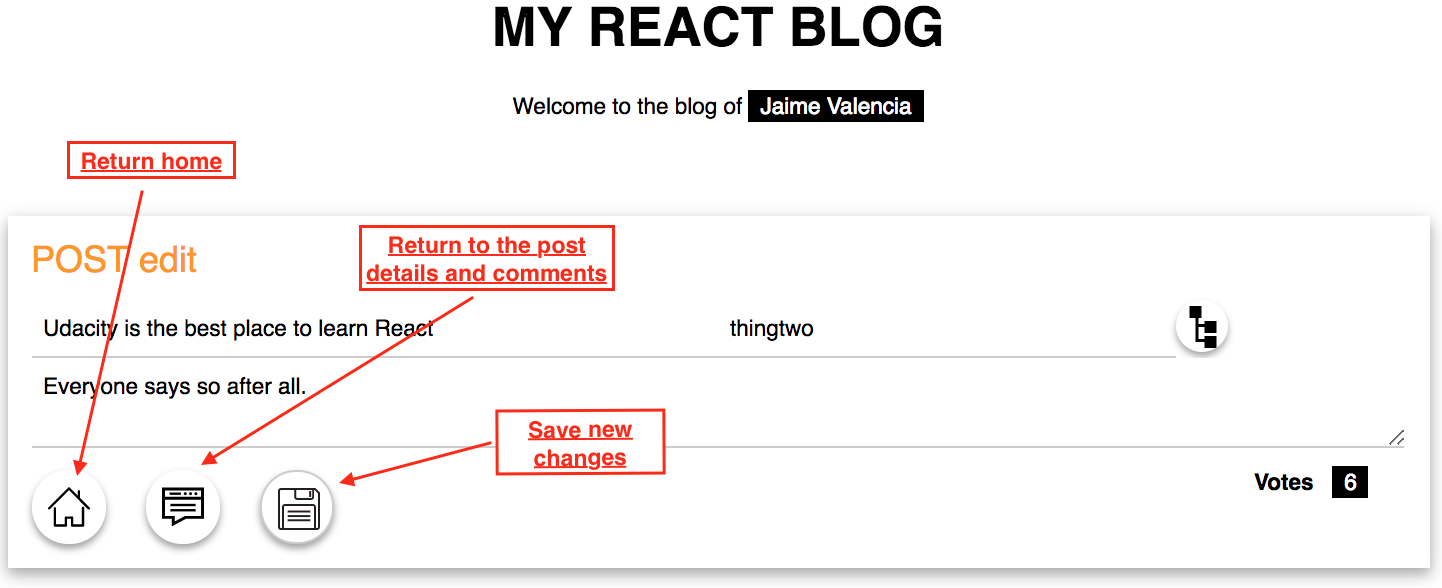 MY REACT BLOG
Welcome to the blog of Jaime Valencia
Return home
POST edit
Return to the post
details and comments
Udacity is the best place to learn React
thingtwo
Everyone says so after all.
Save new
changes
Votes 6